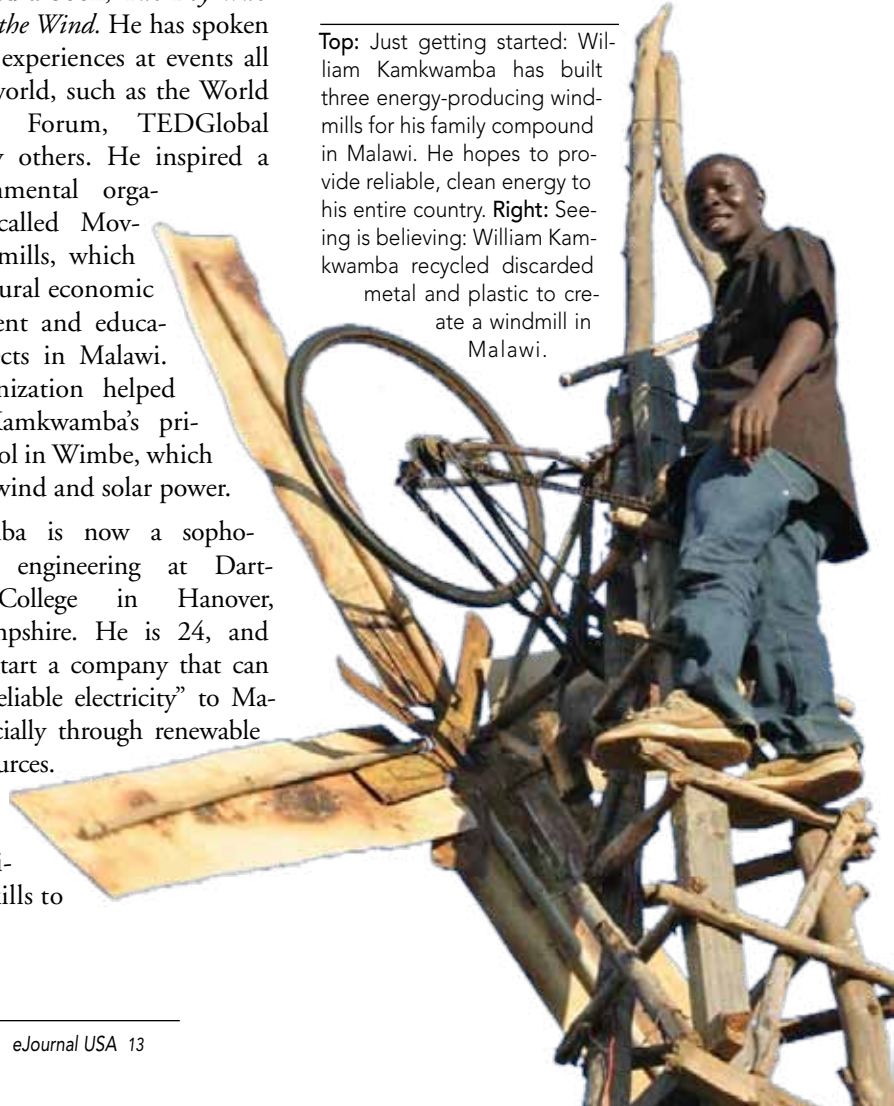 the Wind. He has spoken
experiences at events all
world, such as the World
Forum, TEDGlobal
y others. He inspired a
nmental orga-
called Mov-
mills, which
ural economic
ent and educa-
cts in Malawi.
nization helped
Kamkwamba's pri-
ol in Wimbe, which
wind and solar power.
ba is now a sopho-
engineering at Dart-
College in Hanover,
mpshire. He is 24, and
tart a company that can
eliable electricity” to Ma-
cially through renewable
urces.
i-
ills to
Top: Just getting started: Wil-
liam Kamkwamba has built
three energy-producing wind-
mills for his family compound
in Malawi. He hopes to pro-
vide reliable, clean energy to
his entire country. Right: See-
ing is believing: William Kam-
kwamba recycled discarded
metal and plastic to cre-
ate a windmill in
Malawi.
eJournal USA 13